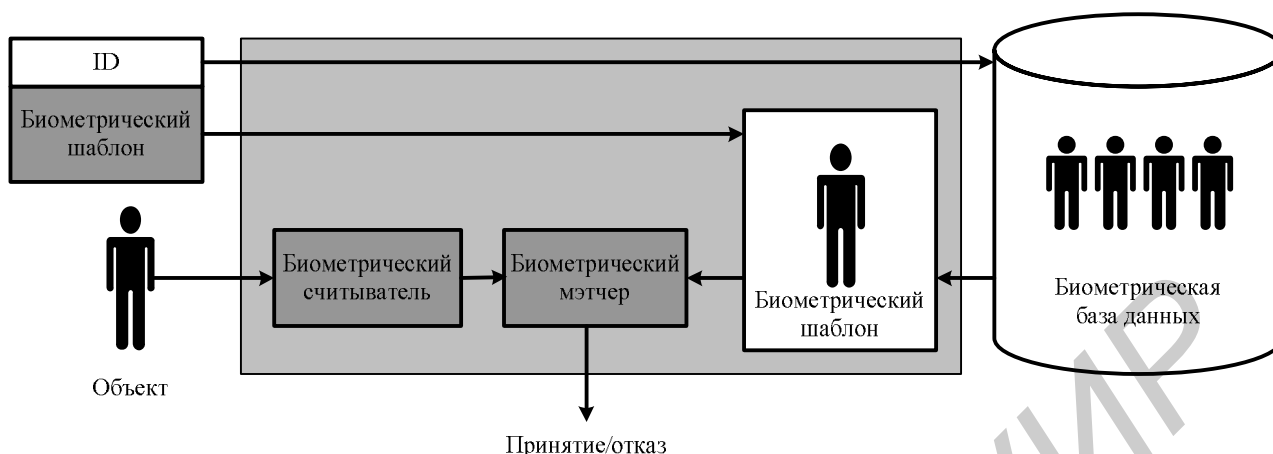 ID
Биометрический
шаблон
Объект
Биометрический
считыватель
Биометрический
мэтчер
Биометрический
шаблон
Биометрическая
база данных
Принятие/отказ